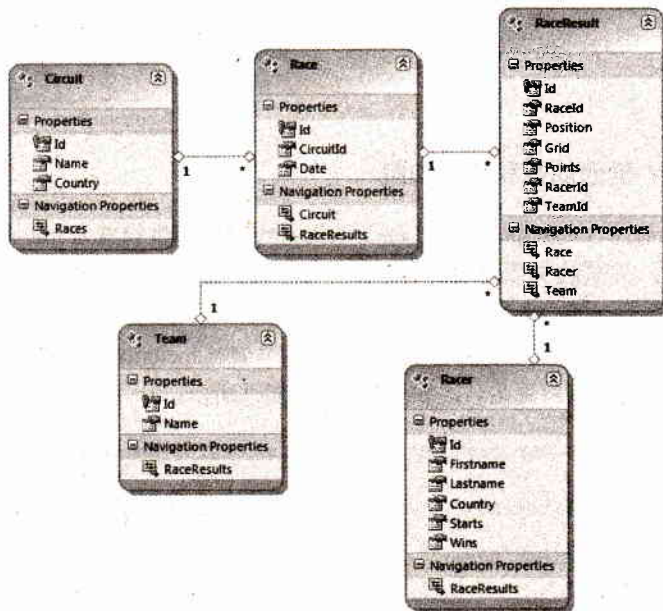 Circuit
Properties
Id
Name
Country
Navigation Properties
Races
1
*
Race
Properties
Id
CircuitId
Date
Navigation Properties
Circuit
RaceResults
1
*
RaceResult
Properties
Id
RaceId
Position
Grid
Points
RacerId
TeamId
Navigation Properties
Race
Racer
Team
*
1
*
1
Team
Properties
Id
Name
Navigation Properties
RaceResults
Racer
Properties
Id
Firstname
Lastname
Country
Starts
Wins
Navigation Properties
RaceResults